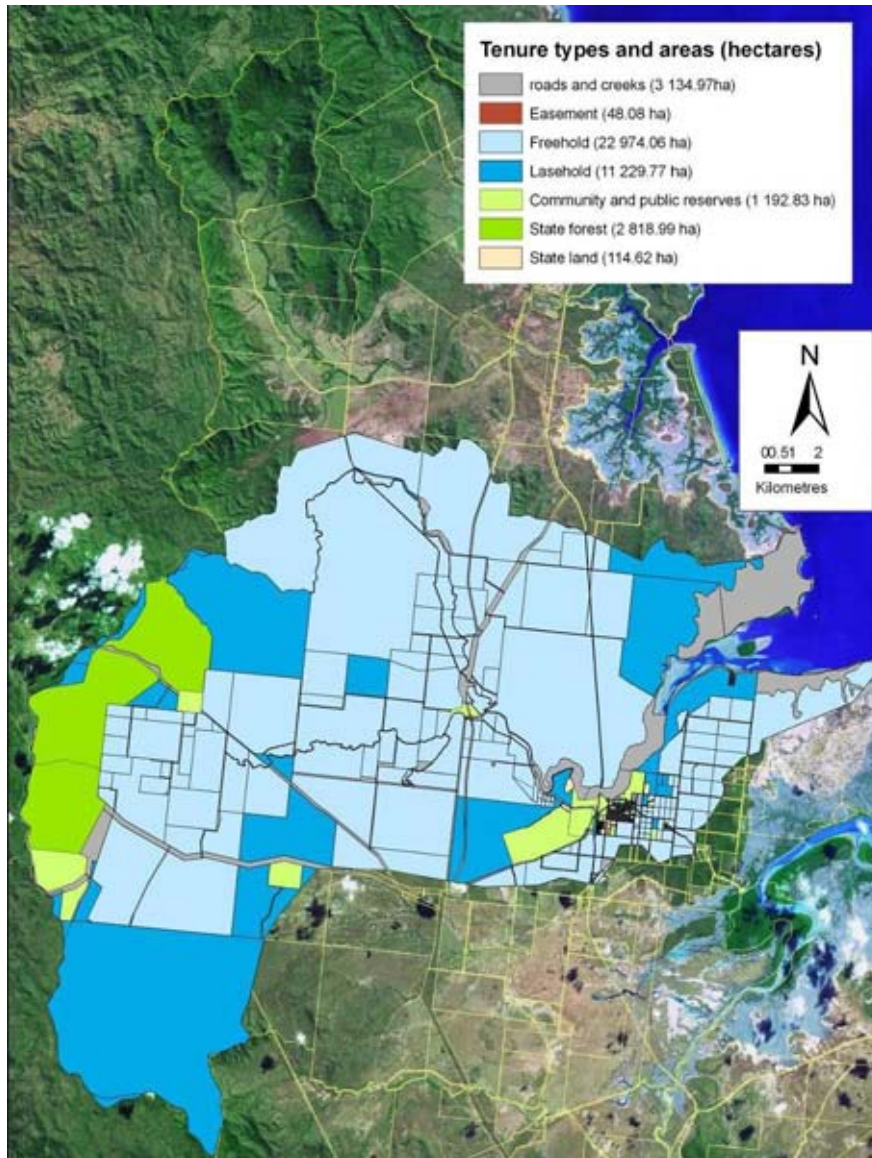 Tenure types and areas (hectares)
roads and creeks (3 134.97ha)
Easement (48.08 ha)
Freehold (22 974.06 ha)
Lasehold (11 229.77 ha)
Community and public reserves (1 192.83 ha)
State forest (2 818.99 ha)
State land (114.62 ha)
N
00.51 2
Kilometres